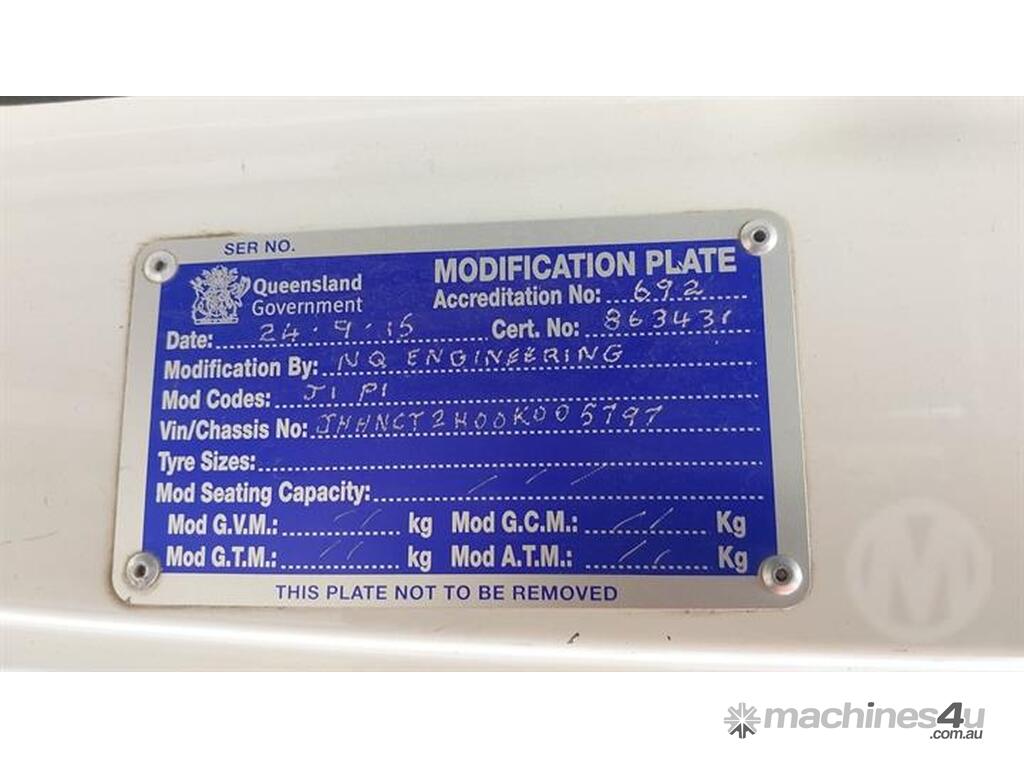 SER NO.
Queensland Government
MODIFICATION PLATE
Accreditation No: 692
Date: 24.9.15 Cert. No: 863431
Modification By: NQ ENGINEERING
Mod Codes: J1 P1
Vin/Chassis No: JHHNCT2H00K005797
Tyre Sizes:
Mod Seating Capacity:
Mod G.V.M.: kg Mod G.C.M.: Kg
Mod G.T.M.: kg Mod A.T.M.: Kg
THIS PLATE NOT TO BE REMOVED
M
machines4u
.com.au